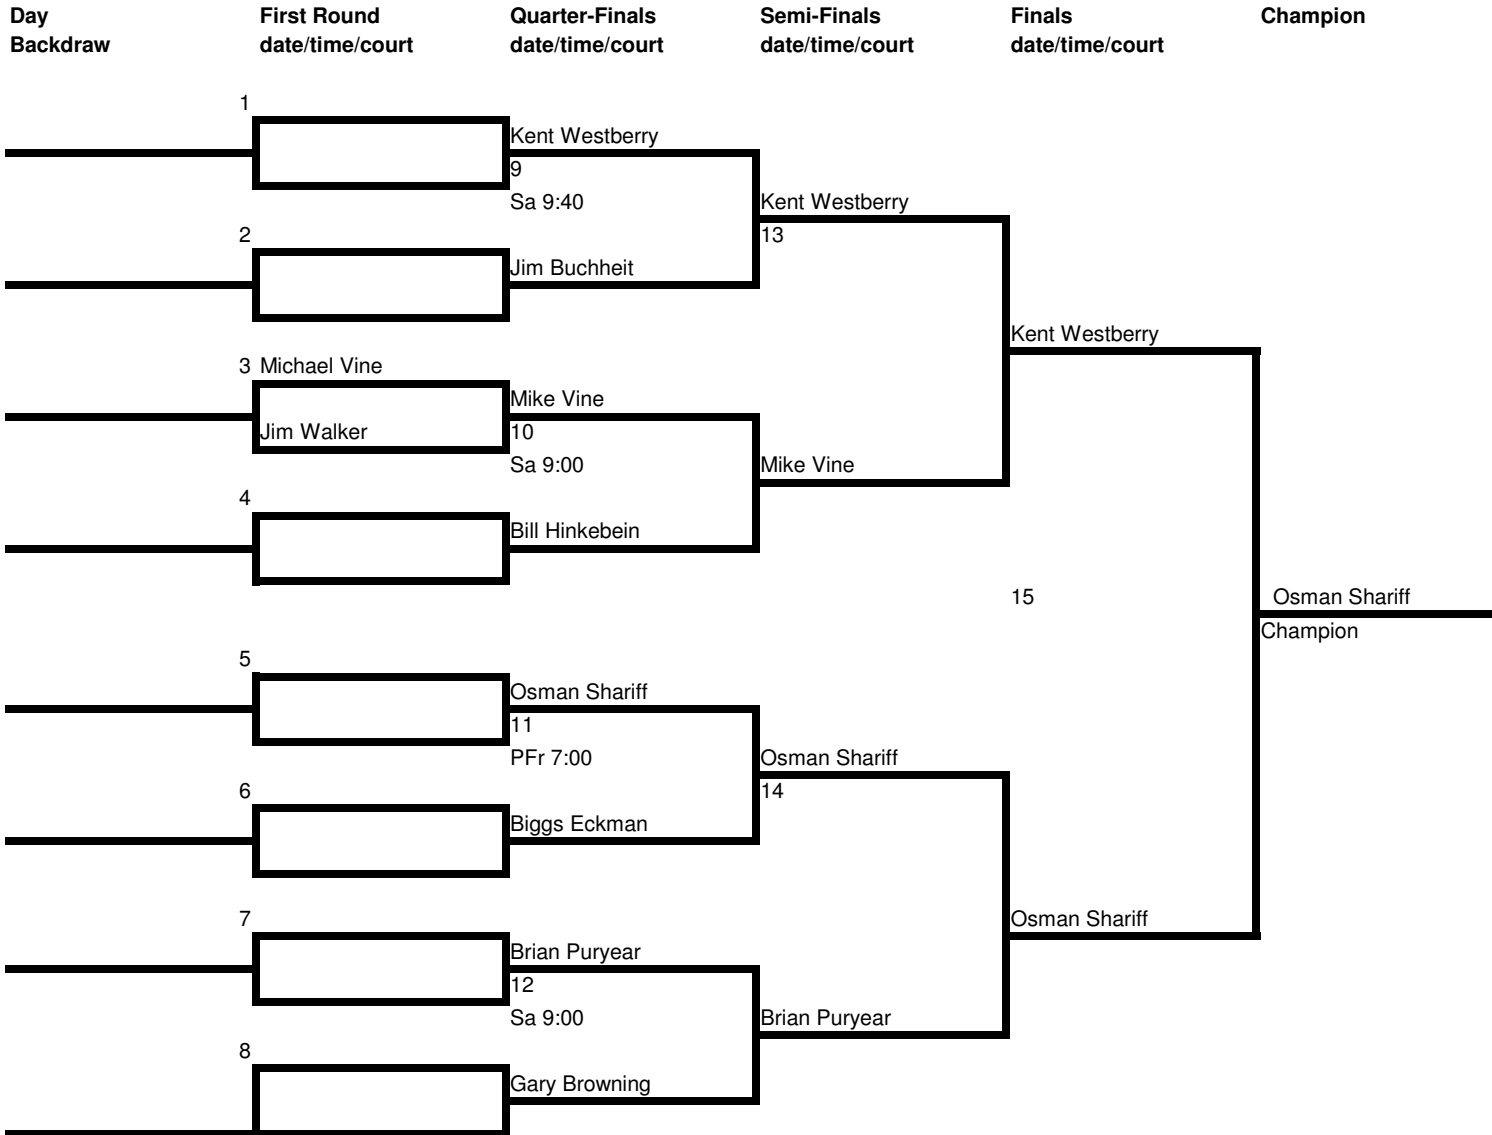 Day First Round Quarter-Finals Semi-Finals Finals Champion
Backdraw date/time/court date/time/court date/time/court date/time/court
1
Kent Westberry
9
Sa 9:40
Kent Westberry
2
13
Jim Buchheit
Kent Westberry
3 Michael Vine
Mike Vine
Jim Walker
10
Sa 9:00
Mike Vine
4
Bill Hinkebein
15
Osman Shariff
Champion
5
Osman Shariff
11
PFr 7:00
Osman Shariff
6
14
Biggs Eckman
7
Osman Shariff
Brian Puryear
12
Sa 9:00
Brian Puryear
8
Gary Browning